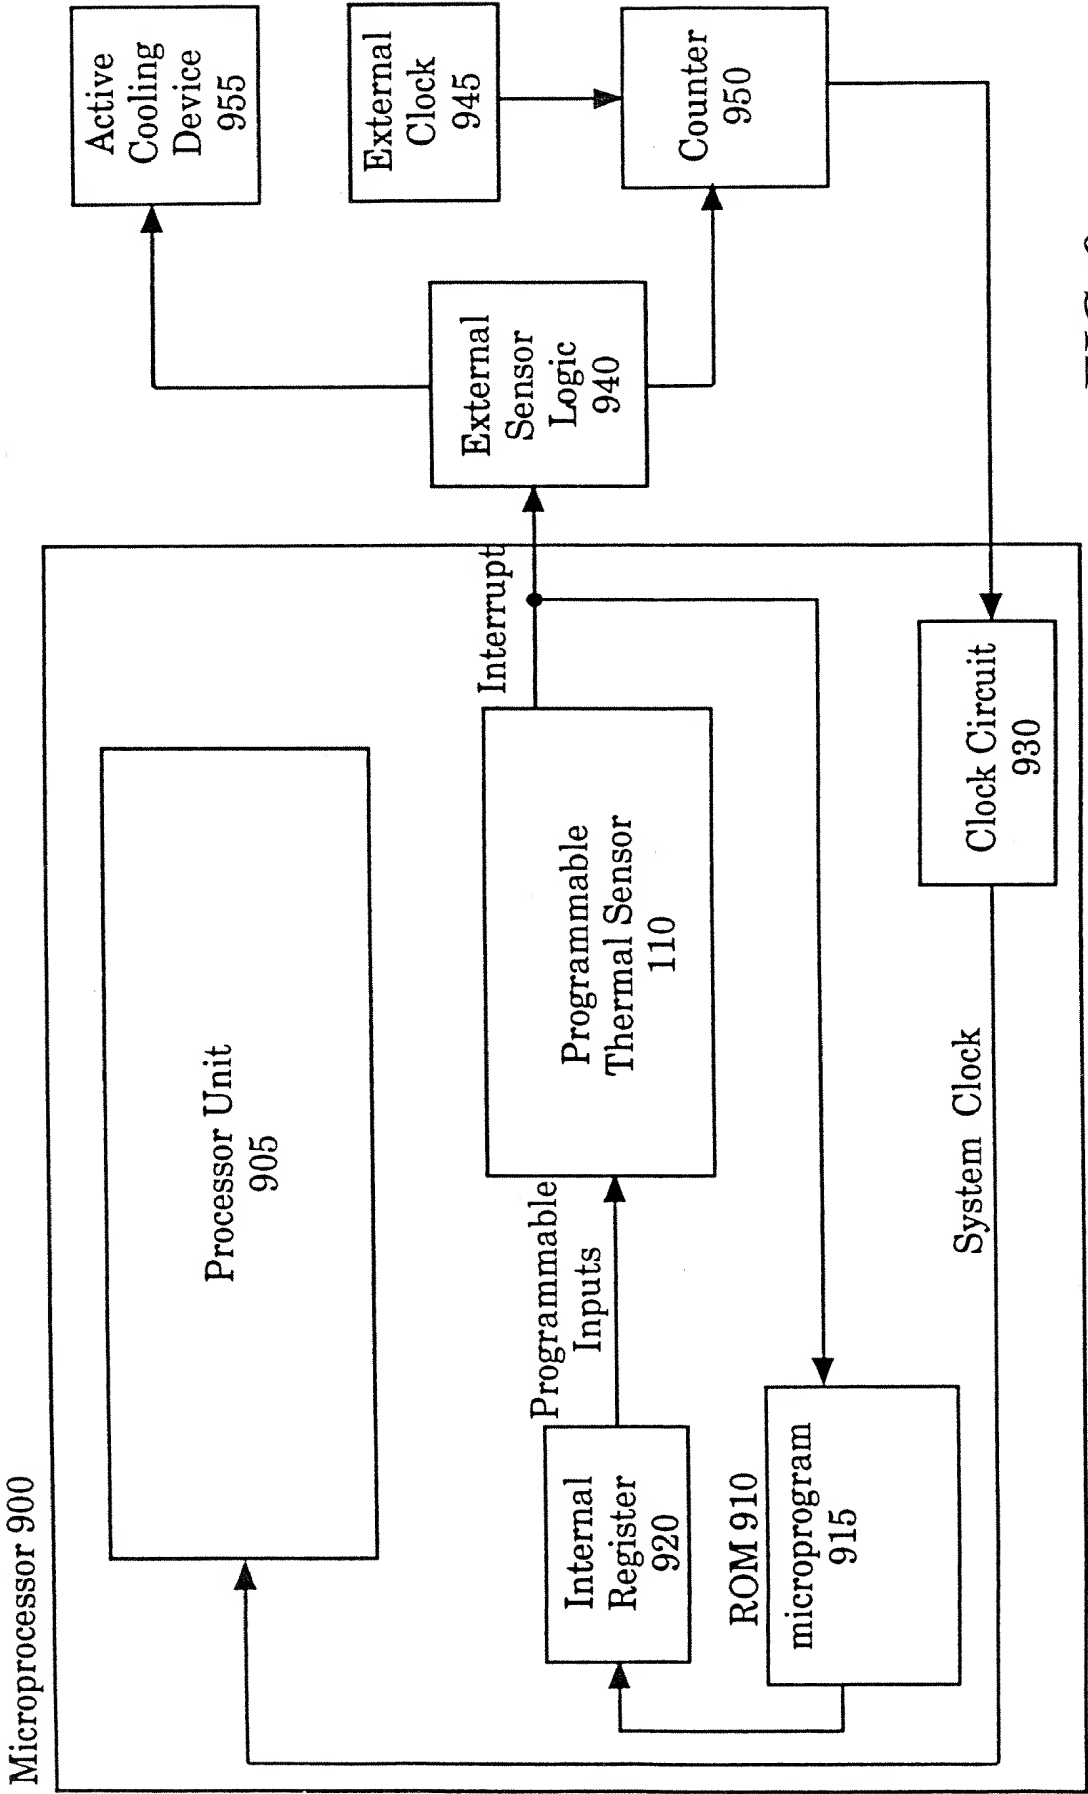 Microprocessor 900
Processor Unit
905
Internal
Register
920
Programmable
Inputs
Programmable
Thermal Sensor
110
Interrupt
ROM 910
microprogram
915
System Clock
Clock Circuit
930
External
Sensor
Logic
940
Active
Cooling
Device
955
External
Clock
945
Counter
950